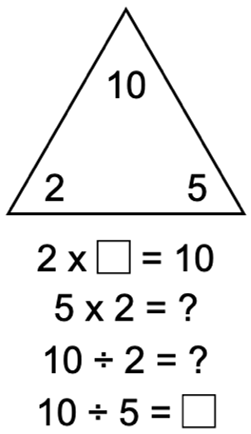 10
2 5
2 x □ = 10
5 x 2 = ?
10 ÷ 2 = ?
10 ÷ 5 = □